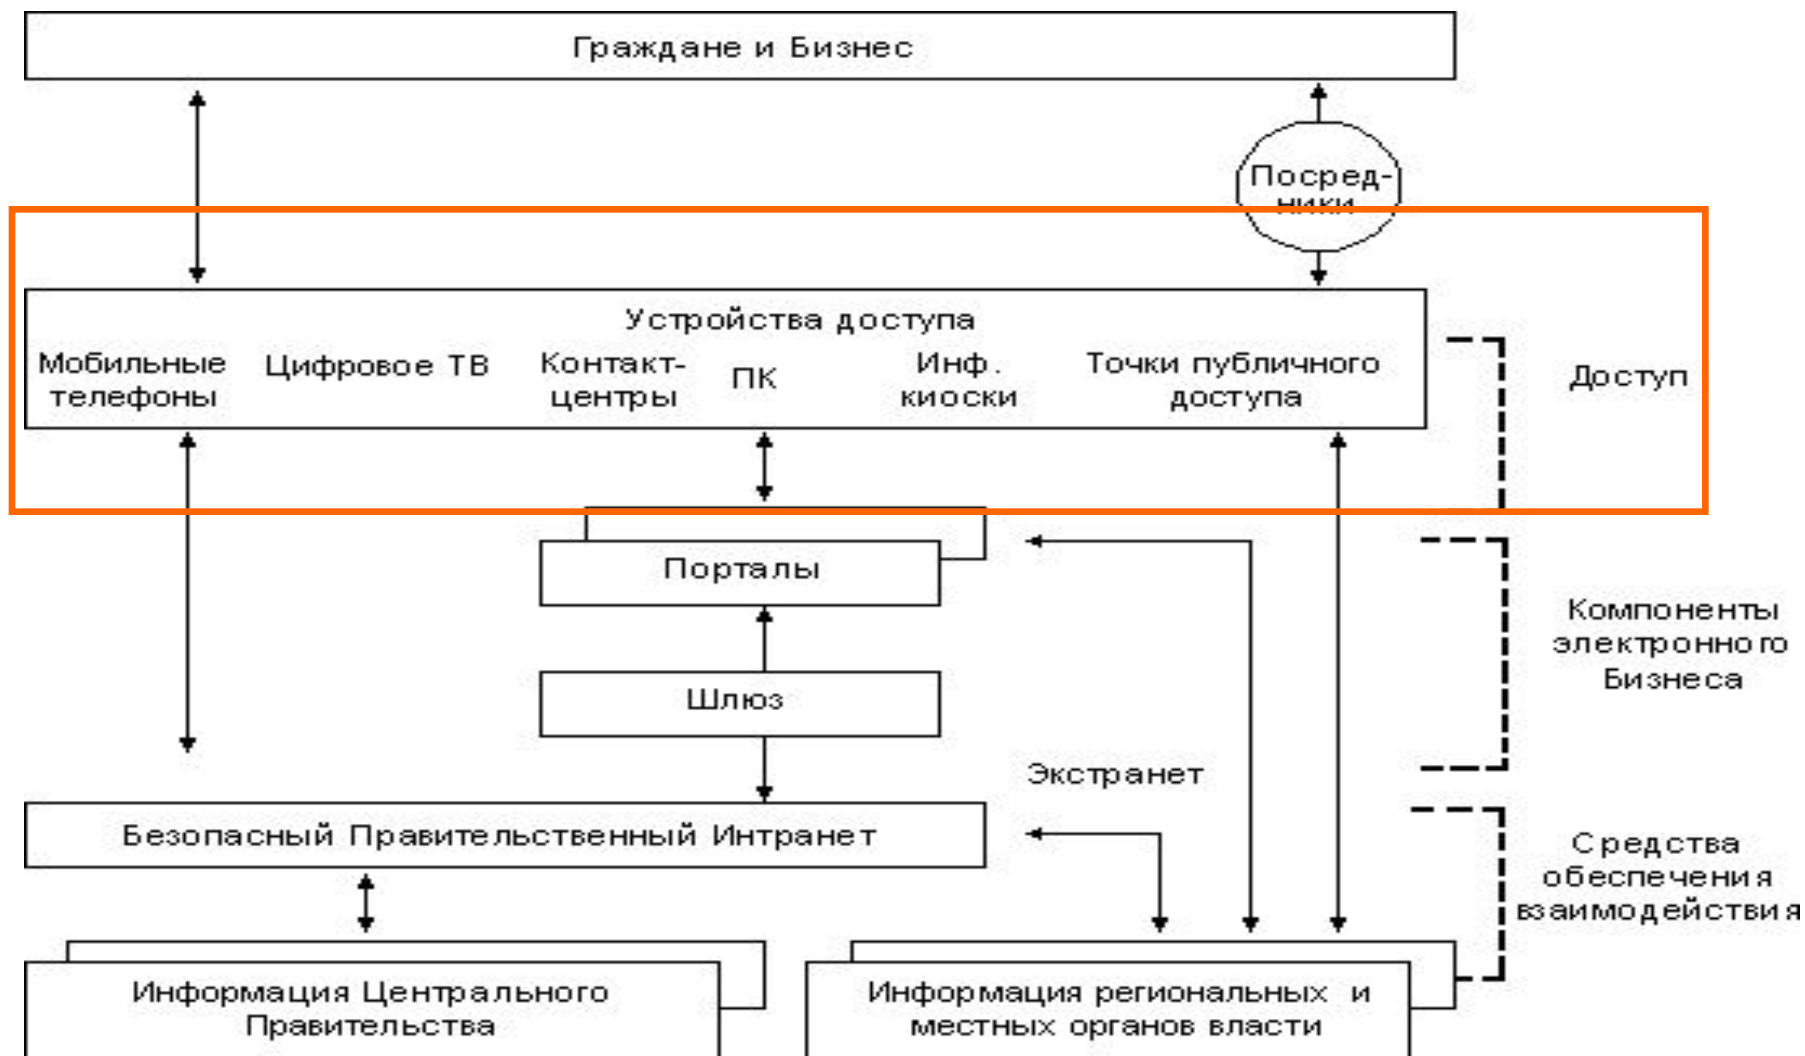 Граждане и Бизнес
Посред-
ники
Устройства доступа
Мобильные
телефоны
Цифровое ТВ
Контакт-
центры
ПК
Инф.
киоски
Точки публичного
доступа
Доступ
Порталы
Компоненты
электронного
Бизнеса
Шлюз
Экстранет
Безопасный Правительственный Интранет
Средства
обеспечения
взаимодействия
Информация Центрального
Правительства
Информация региональных и
местных органов власти